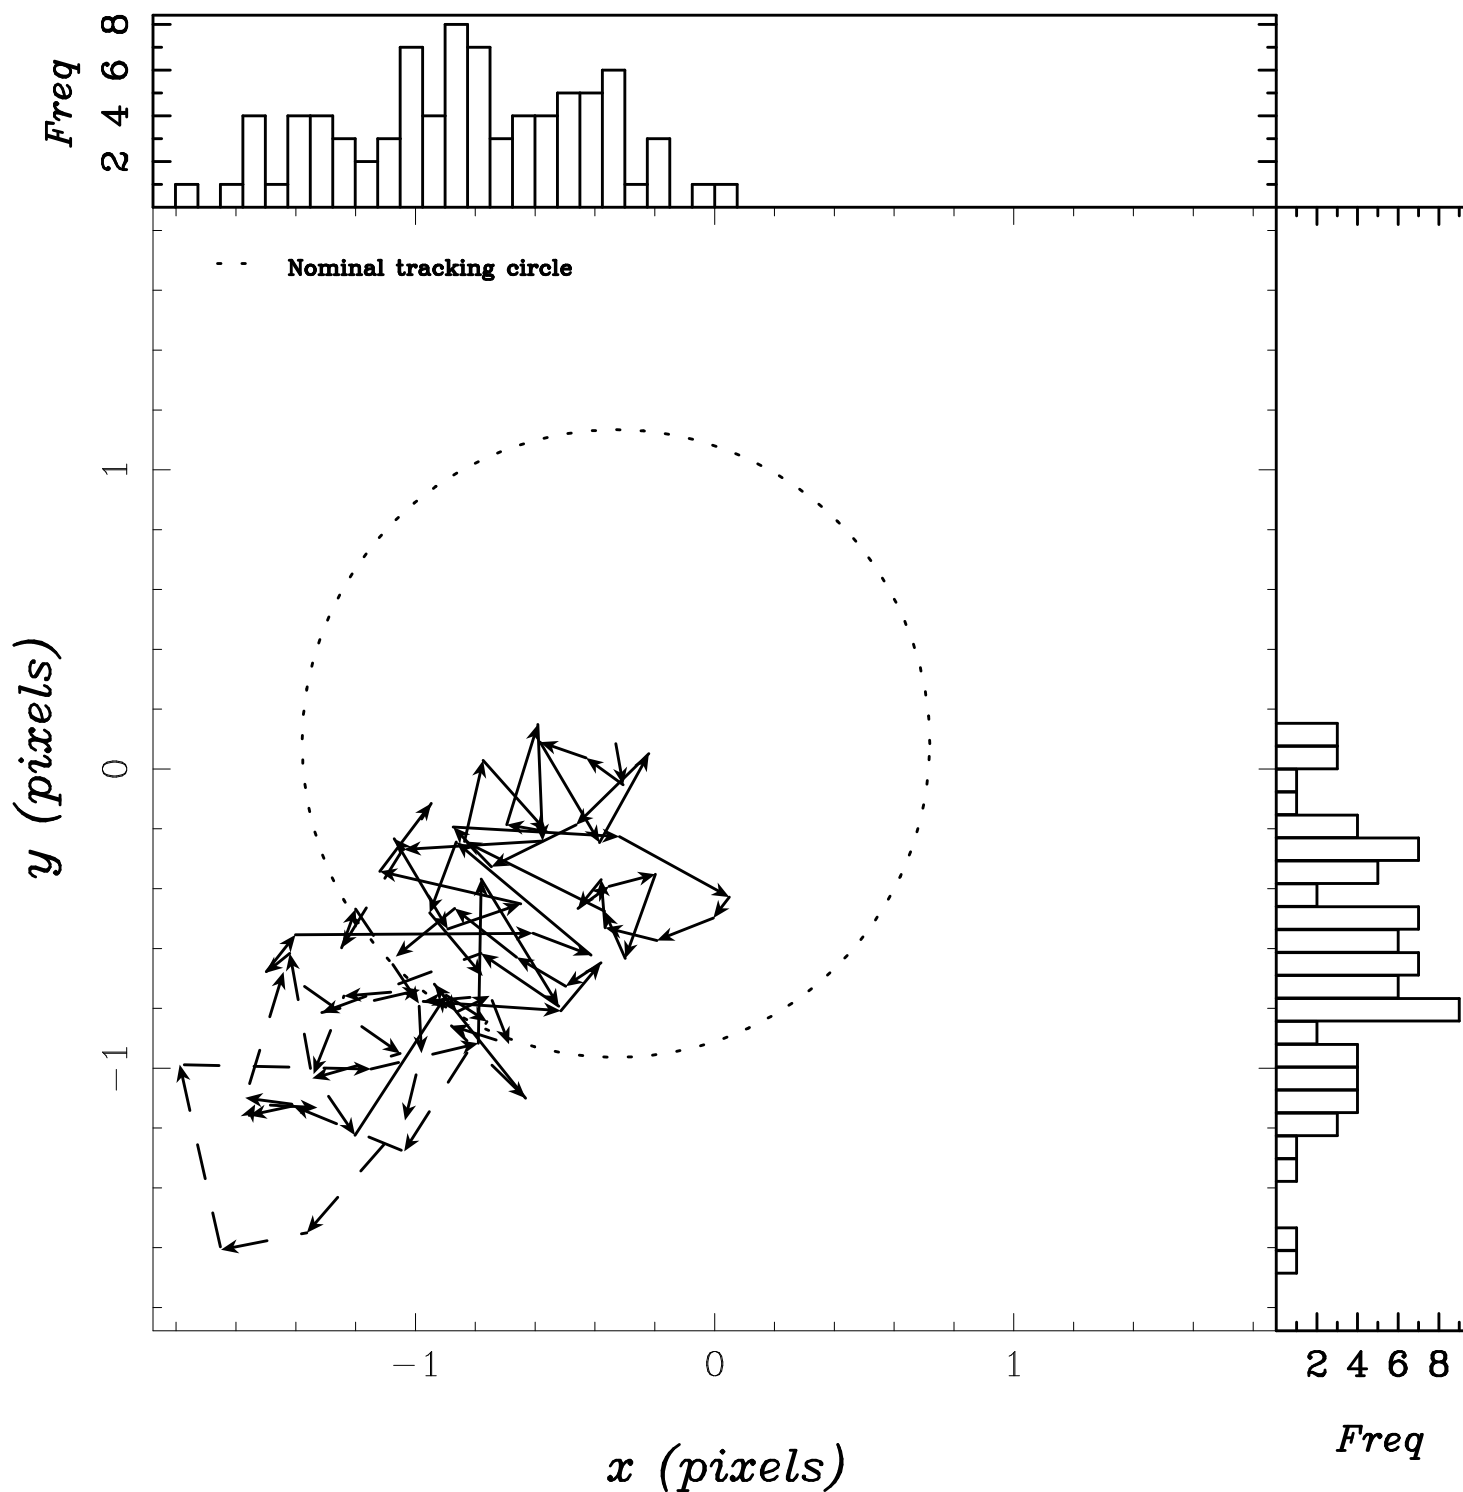 8
6
4
2
Freq
Nominal tracking circle
1
0
−1
y (pixels)
−1 0 1
2 4 6 8
x (pixels)
Freq